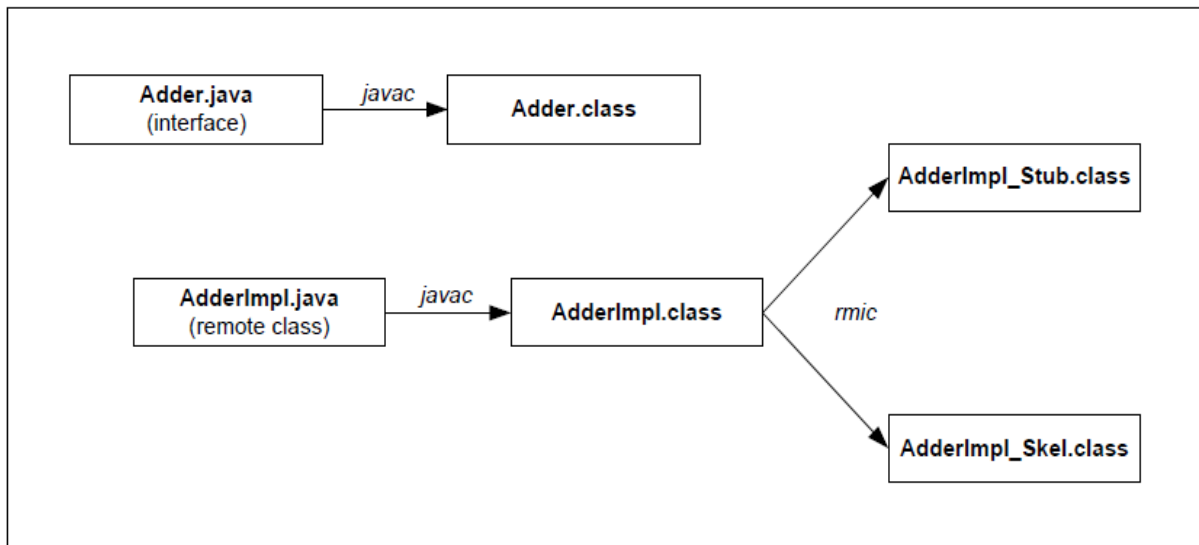 Adder.java
(interface)
javac
Adder.class
AdderImpl_Stub.class
AdderImpl.java
(remote class)
javac
AdderImpl.class
rmic
AdderImpl_Skel.class